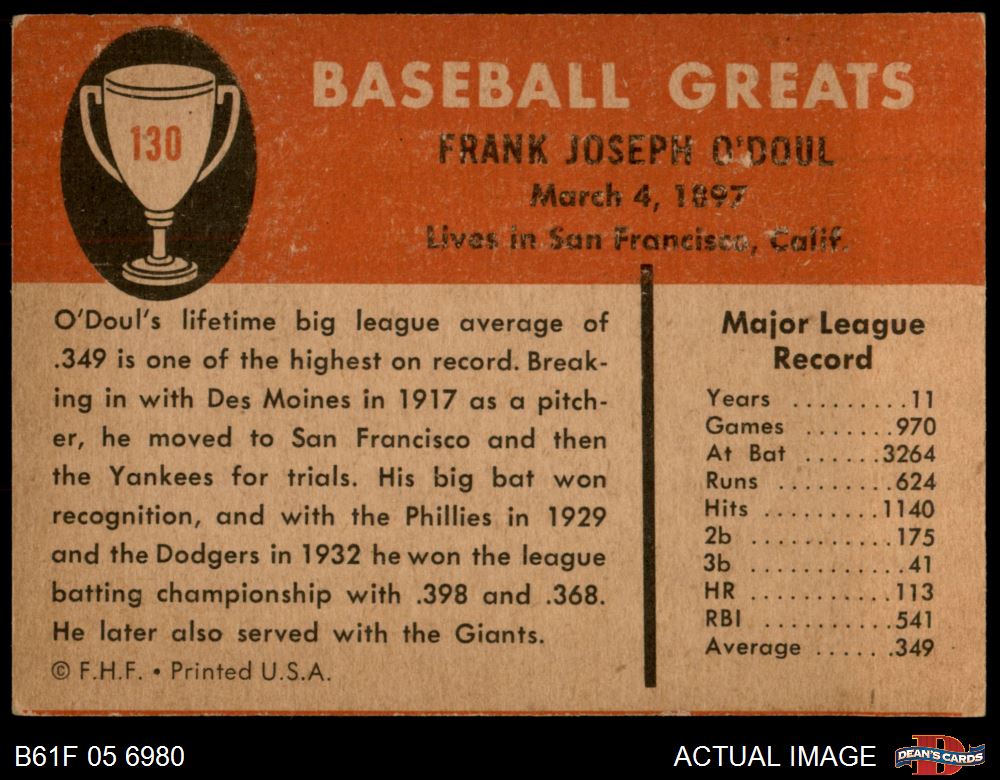 130
BASEBALL GREATS
FRANK JOSEPH O'DOUL
March 4, 1897
Lives in San Francisco, Calif.
O'Doul's lifetime big league average of
.349 is one of the highest on record. Break-
ing in with Des Moines in 1917 as a pitch-
er, he moved to San Francisco and then
the Yankees for trials. His big bat won
recognition, and with the Phillies in 1929
and the Dodgers in 1932 he won the league
batting championship with .398 and .368.
He later also served with the Giants.
© F.H.F. • Printed U.S.A.
Major League
Record
Years .........11
Games .......970
At Bat ......3264
Runs .........624
Hits .........1140
2b ...........175
3b ............41
HR ...........113
RBI ..........541
Average ......349
B61F 05 6980
ACTUAL IMAGE
D
DEAN'S CARDS